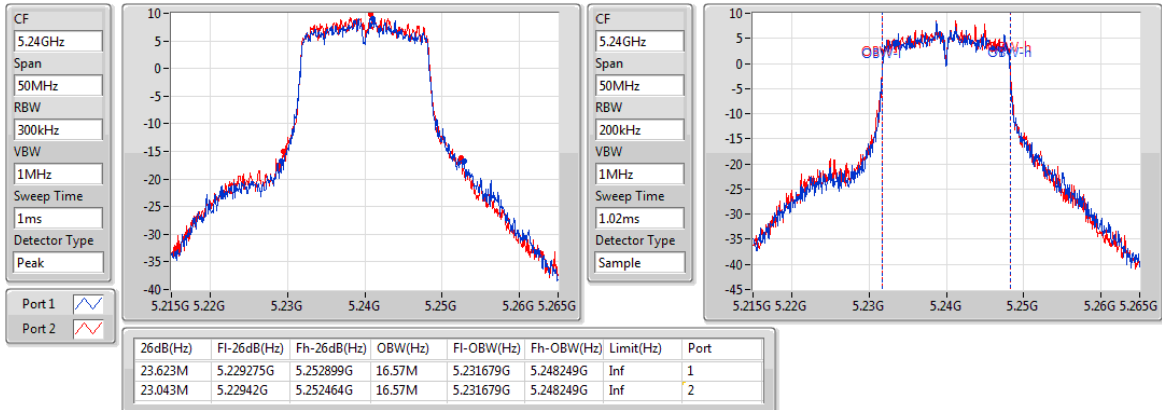 CF
5.24GHz
Span
50MHz
RBW
300kHz
VBW
1MHz
Sweep Time
1ms
Detector Type
Peak
Port 1
Port 2
10
5
0
-5
-10
-15
-20
-25
-30
-35
-40
5.215G 5.22G 5.23G 5.24G 5.25G 5.26G 5.265G
CF
5.24GHz
Span
50MHz
RBW
200kHz
VBW
1MHz
Sweep Time
1.02ms
Detector Type
Sample
10
5
0
-5
-10
-15
-20
-25
-30
-35
-40
-45
OBW-l OBW-h
5.215G 5.22G 5.23G 5.24G 5.25G 5.26G 5.265G
26dB(Hz) Fl-26dB(Hz) Fh-26dB(Hz) OBW(Hz) Fl-OBW(Hz) Fh-OBW(Hz) Limit(Hz) Port
23.623M 5.229275G 5.252899G 16.57M 5.231679G 5.248249G Inf 1
23.043M 5.22942G 5.252464G 16.57M 5.231679G 5.248249G Inf 2